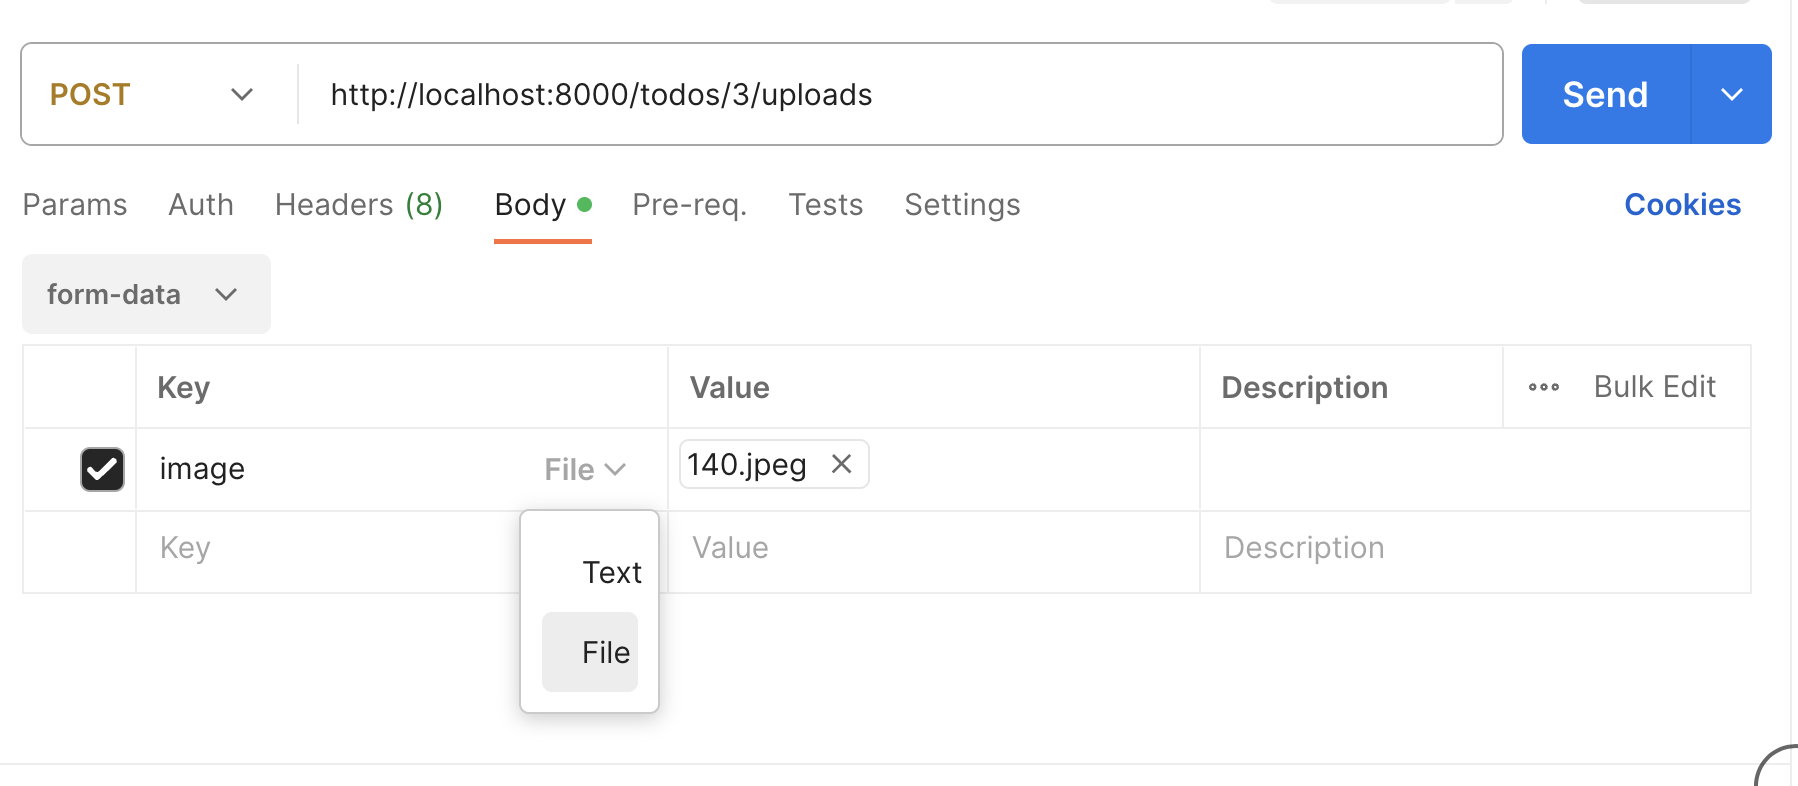 POST http://localhost:8000/todos/3/uploads Send
Params Auth Headers (8) Body Pre-req. Tests Settings Cookies
form-data
Key Value Description Bulk Edit
image File 140.jpeg
Key Value Description
Text
File